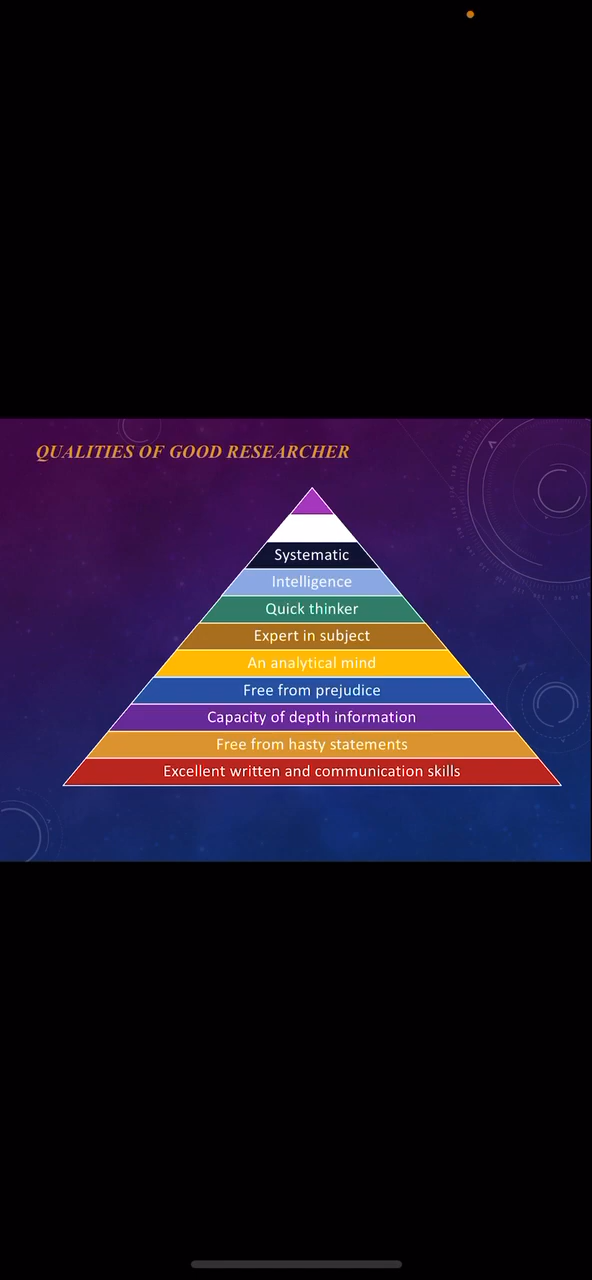 QUALITIES OF GOOD RESEARCHER
Systematic
Intelligence
Quick thinker
Expert in subject
An analytical mind
Free from prejudice
Capacity of depth information
Free from hasty statements
Excellent written and communication skills